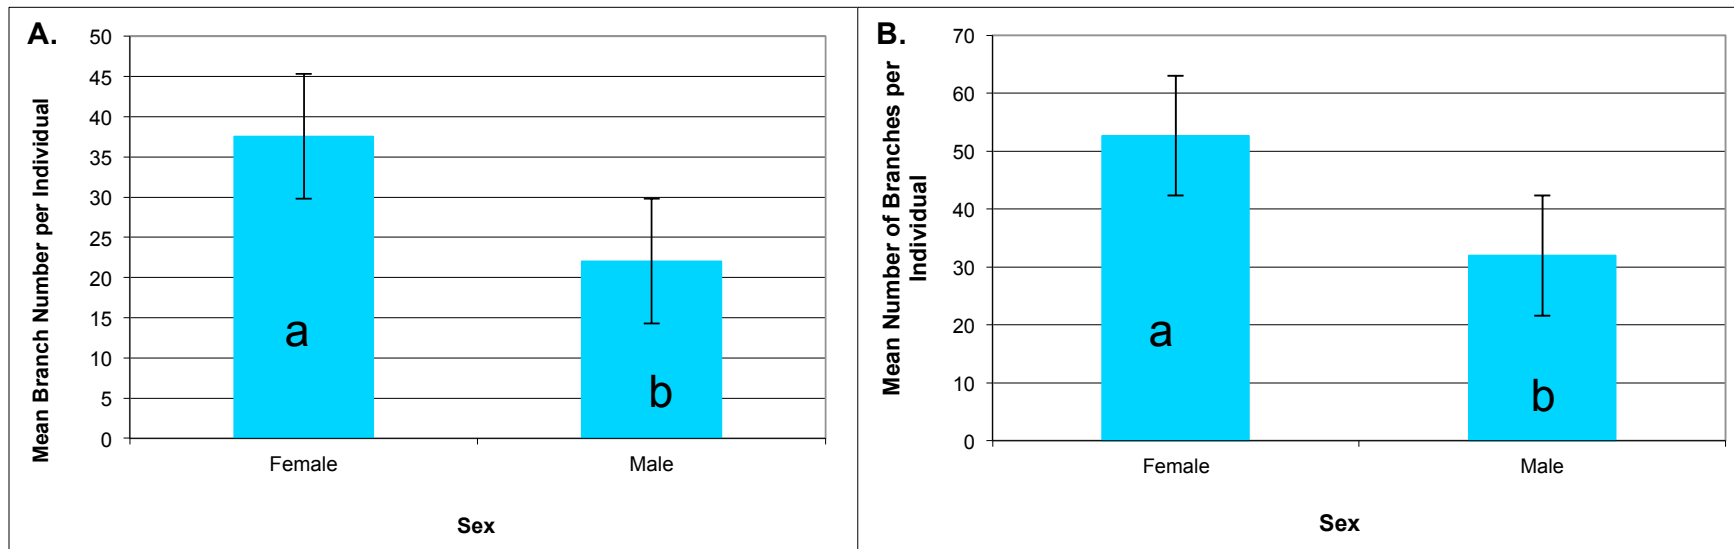 A.
Mean Branch Number per Individual
50
45
40
35
30
25
20
15
10
5
0
a
b
Female
Male
Sex
B.
Mean Number of Branches per
Individual
70
60
50
40
30
20
10
0
a
b
Female
Male
Sex